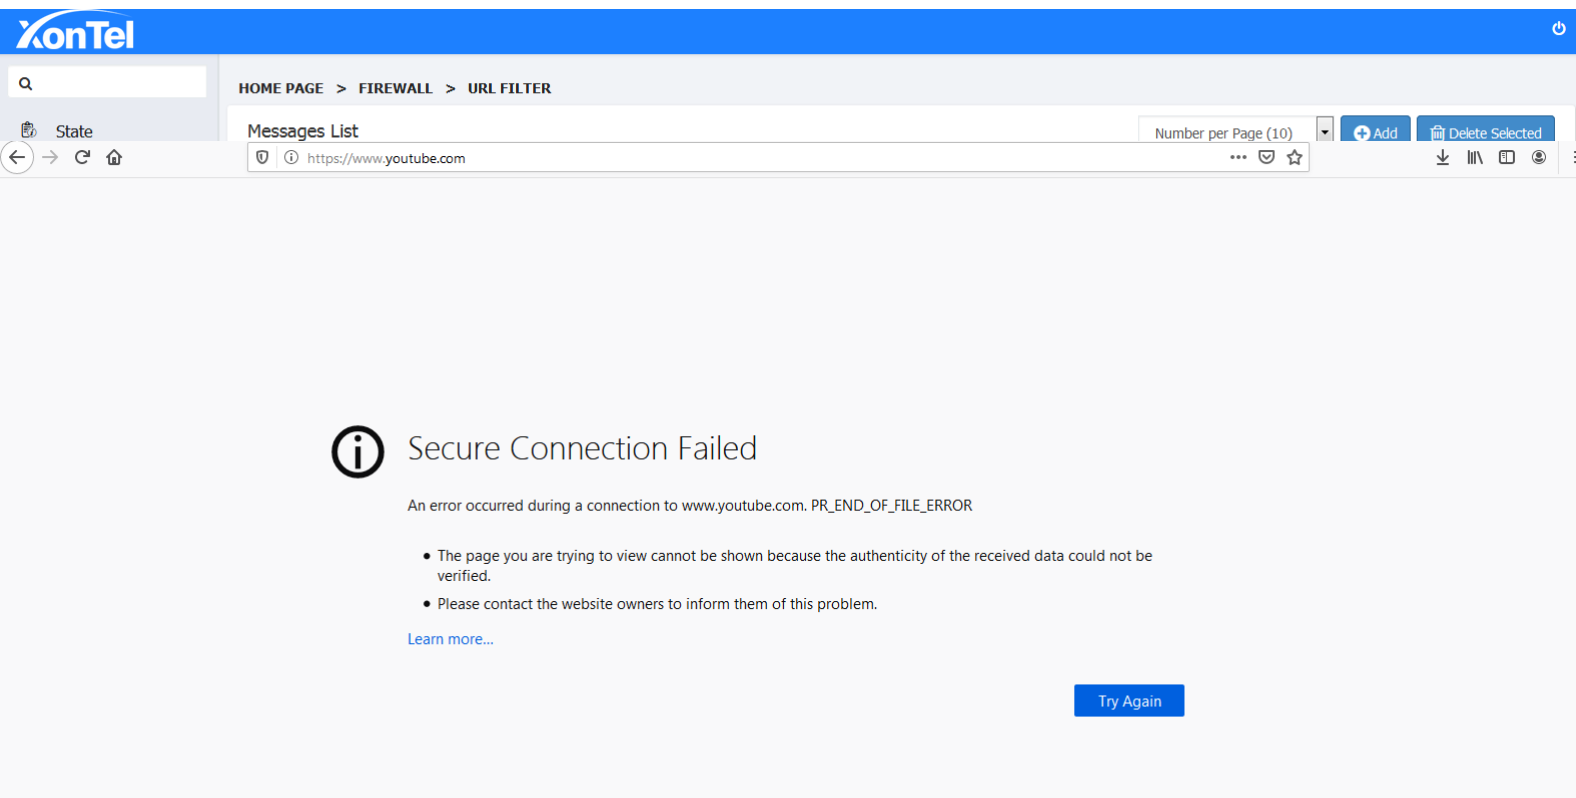 XonTel
HOME PAGE > FIREWALL > URL FILTER
State
Messages List
Number per Page (10)
Add
Delete Selected
https://www.youtube.com
Secure Connection Failed
An error occurred during a connection to www.youtube.com. PR_END_OF_FILE_ERROR
• The page you are trying to view cannot be shown because the authenticity of the received data could not be
verified.
• Please contact the website owners to inform them of this problem.
Learn more...
Try Again